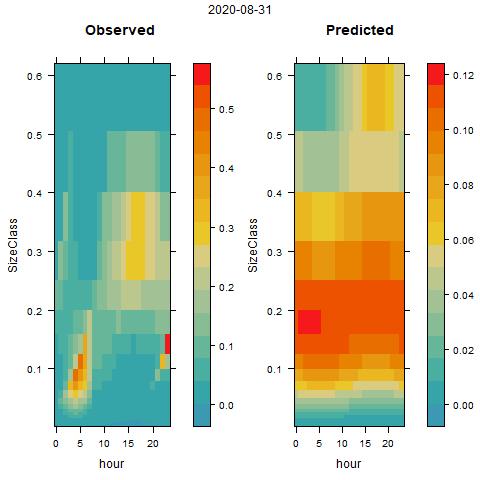 2020-08-31
Observed Predicted
0.6 0.6 0.12
0.5 0.5 0.5 0.10
0.4 0.4 0.4 0.08
0.3 0.3 0.3 0.06
0.2 0.2 0.2 0.04
0.1 0.1 0.1 0.02
0.0 0.00
SizeClass SizeClass
0 5 10 15 20 0 5 10 15 20
hour hour